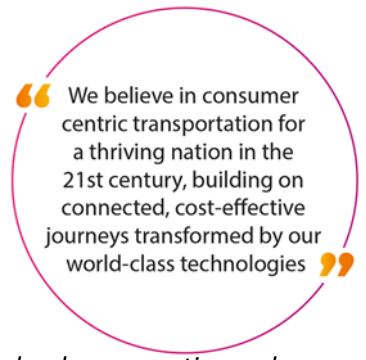 “ We believe in consumer
centric transportation for
a thriving nation in the
21st century, building on
connected, cost-effective
journeys transformed by our
world-class technologies ”